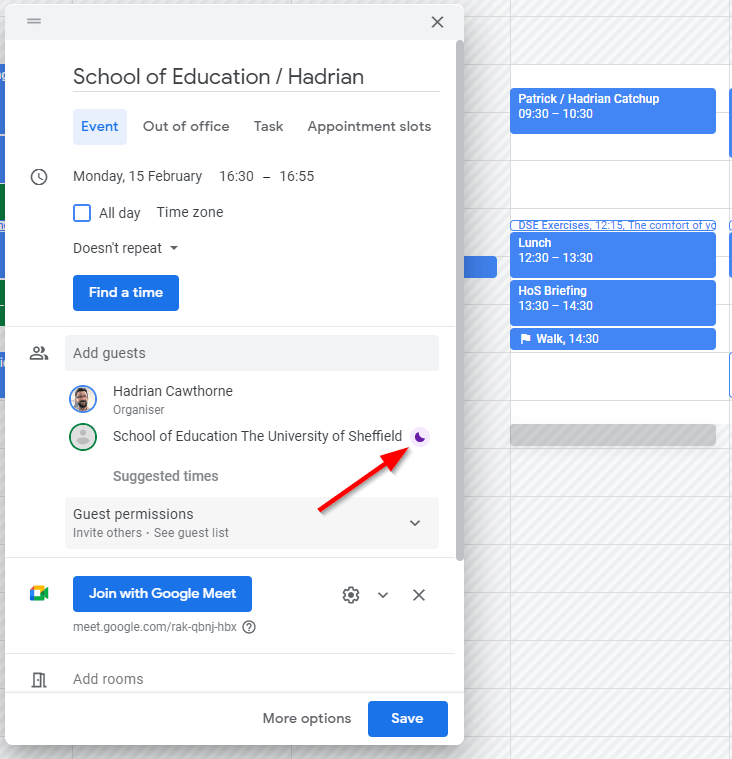 School of Education / Hadrian
Event
Out of office
Task
Appointment slots
Monday, 15 February 16:30 – 16:55
All day
Time zone
Doesn't repeat
Find a time
Add guests
Hadrian Cawthorne
Organiser
School of Education The University of Sheffield
Suggested times
Guest permissions
Invite others · See guest list
Join with Google Meet
meet.google.com/rak-qbnj-hbx
Add rooms
More options
Save
Patrick / Hadrian Catchup
09:30 – 10:30
DSE Exercises, 12:15, The comfort of yo
Lunch
12:30 – 13:30
HoS Briefing
13:30 – 14:30
Walk, 14:30